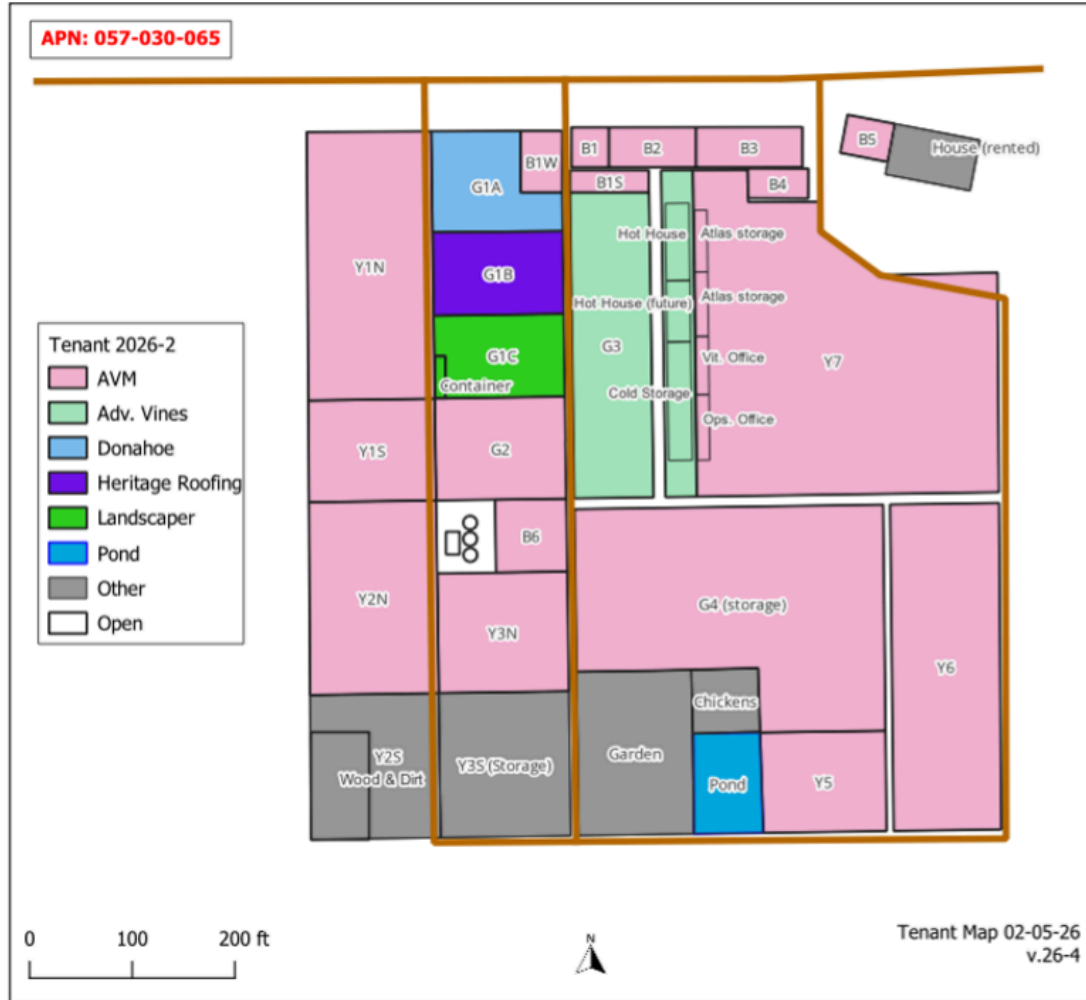 APN: 057-030-065
B5
House (rented)
B1
B2
B3
B1W
B1S
B4
G1A
Hot House
Atlas storage
Y1N
G1B
Hot House (future)
Atlas storage
G1C
G3
Vit. Office
Y7
Container
Cold Storage
Ops. Office
Tenant 2026-2
AVM
Adv. Vines
Donahoe
Heritage Roofing
Landscaper
Pond
Other
Open
Y1S
G2
B6
Y2N
Y3N
G4 (storage)
Y6
Chickens
Y2S
Wood & Dirt
Y3S (Storage)
Garden
Pond
Y5
0 100 200 ft
N
Tenant Map 02-05-26
v.26-4